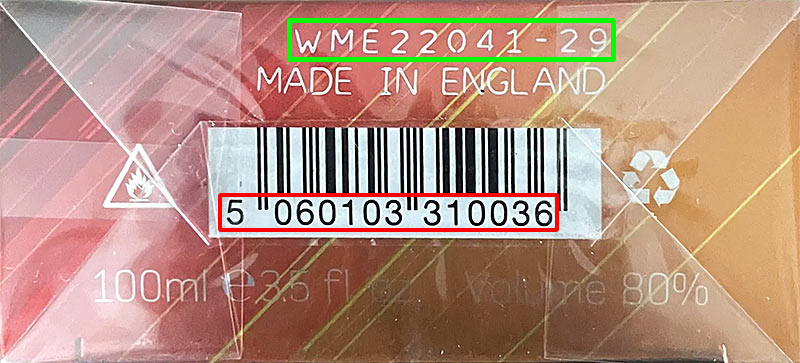 WME22041-29
MADE IN ENGLAND
5 060103 310036
100ml e 3.5 fl oz Volume 80%